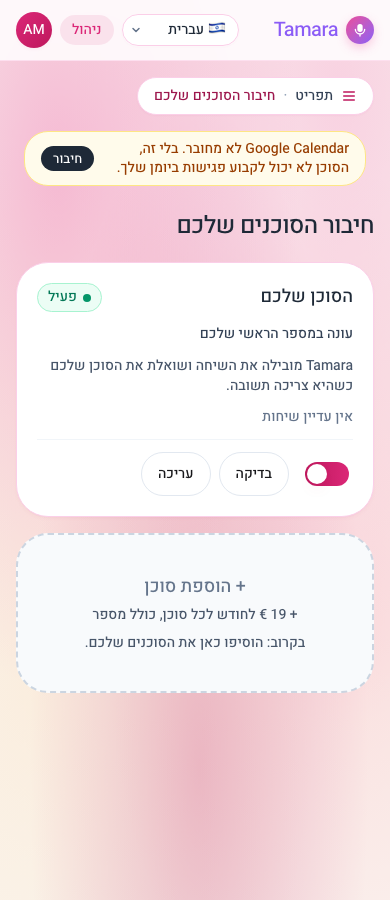 Tamara
עברית
ניהול
AM
תפריט · חיבור הסוכנים שלכם
Google Calendar לא מחובר. בלי זה,
הסוכן לא יכול לקבוע פגישות ביומן שלך.
חיבור
חיבור הסוכנים שלכם
הסוכן שלכם
פעיל
עונה במספר הראשי שלכם
Tamara מובילה את השיחה ושואלת את הסוכן שלכם
כשהיא צריכה תשובה.
אין עדיין שיחות
בדיקה
עריכה
+ הוספת סוכן
+ 19 € לחודש לכל סוכן, כולל מספר
בקרוב: הוסיפו כאן את הסוכנים שלכם.